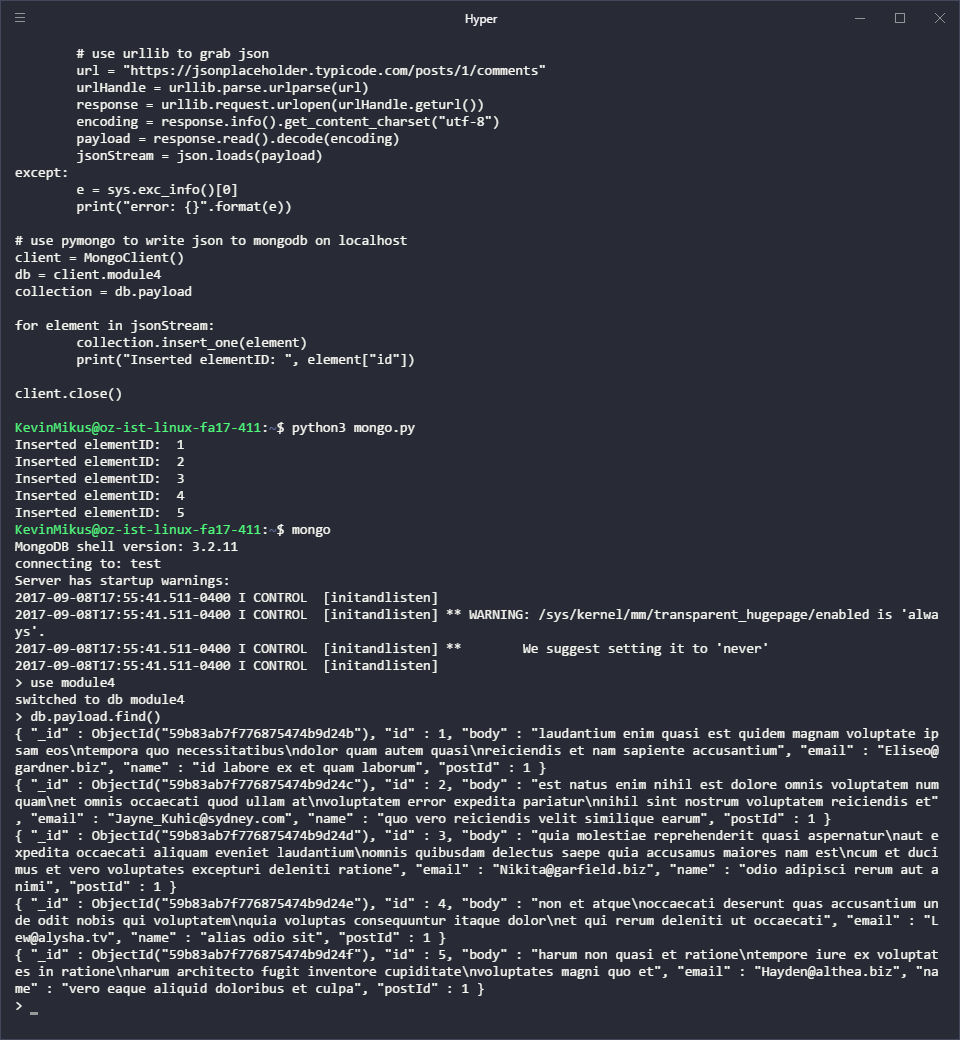 Hyper
# use urllib to grab json
url = "https://jsonplaceholder.typicode.com/posts/1/comments"
urlHandle = urllib.parse.urlparse(url)
response = urllib.request.urlopen(urlHandle.geturl())
encoding = response.info().get_content_charset("utf-8")
payload = response.read().decode(encoding)
jsonStream = json.loads(payload)
except:
e = sys.exc_info()[0]
print("error: {}".format(e))
# use pymongo to write json to mongodb on localhost
client = MongoClient()
db = client.module4
collection = db.payload
for element in jsonStream:
collection.insert_one(element)
print("Inserted elementID: ", element["id"])
client.close()
KevinMikus@oz-ist-linux-fa17-411:~$ python3 mongo.py
Inserted elementID:  1
Inserted elementID:  2
Inserted elementID:  3
Inserted elementID:  4
Inserted elementID:  5
KevinMikus@oz-ist-linux-fa17-411:~$ mongo
MongoDB shell version: 3.2.11
connecting to: test
Server has startup warnings:
2017-09-08T17:55:41.511-0400 I CONTROL  [initandlisten]
2017-09-08T17:55:41.511-0400 I CONTROL  [initandlisten] ** WARNING: /sys/kernel/mm/transparent_hugepage/enabled is 'alwa
ys'.
2017-09-08T17:55:41.511-0400 I CONTROL  [initandlisten] **        We suggest setting it to 'never'
2017-09-08T17:55:41.511-0400 I CONTROL  [initandlisten]
> use module4
switched to db module4
> db.payload.find()
{ "_id" : ObjectId("59b83ab7f776875474b9d24b"), "id" : 1, "body" : "laudantium enim quasi est quidem magnam voluptate ip
sam eos\ntempora quo necessitatibus\ndolor quam autem quasi\nreiciendis et nam sapiente accusantium", "email" : "Eliseo@
gardner.biz", "name" : "id labore ex et quam laborum", "postId" : 1 }
{ "_id" : ObjectId("59b83ab7f776875474b9d24c"), "id" : 2, "body" : "est natus enim nihil est dolore omnis voluptatem num
quam\net omnis occaecati quod ullam at\nvoluptatem error expedita pariatur\nnihil sint nostrum voluptatem reiciendis et"
, "email" : "Jayne_Kuhic@sydney.com", "name" : "quo vero reiciendis velit similique earum", "postId" : 1 }
{ "_id" : ObjectId("59b83ab7f776875474b9d24d"), "id" : 3, "body" : "quia molestiae reprehenderit quasi aspernatur\naut e
xpedita occaecati aliquam eveniet laudantium\nomnis quibusdam delectus saepe quia accusamus maiores nam est\ncum et duci
mus et vero voluptates excepturi deleniti ratione", "email" : "Nikita@garfield.biz", "name" : "odio adipisci rerum aut a
nimi", "postId" : 1 }
{ "_id" : ObjectId("59b83ab7f776875474b9d24e"), "id" : 4, "body" : "non et atque\noccaecati deserunt quas accusantium un
de odit nobis qui voluptatem\nquia voluptas consequuntur itaque dolor\net qui rerum deleniti ut occaecati", "email" : "L
ew@alysha.tv", "name" : "alias odio sit", "postId" : 1 }
{ "_id" : ObjectId("59b83ab7f776875474b9d24f"), "id" : 5, "body" : "harum non quasi et ratione\ntempore iure ex voluptat
es in ratione\nharum architecto fugit inventore cupiditate\nvoluptates magni quo et", "email" : "Hayden@althea.biz", "na
me" : "vero eaque aliquid doloribus et culpa", "postId" : 1 }
> _